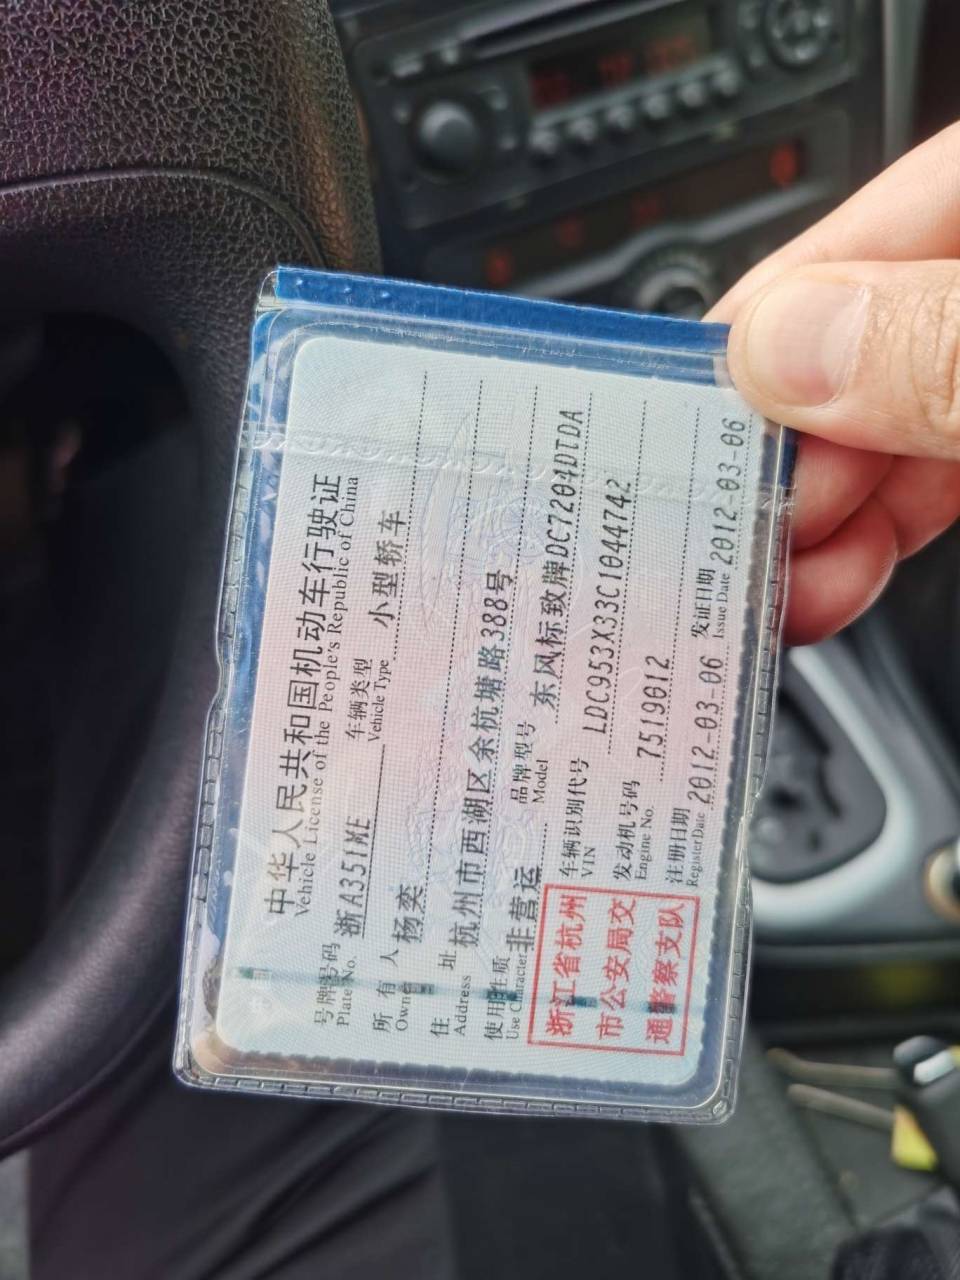 中华人民共和国机动车行驶证
Vehicle License of the People's Republic of China
号牌号码 浙A351ME 车辆类型 小型轿车
Plate No. Vehicle Type
所有人 杨奕
Owner
住址 杭州市西湖区余杭塘路388号
Address
使用性质 非营运 品牌型号 东风标致牌DC7204DTDA
Use Character Model
浙江省杭州
市公安局交
通警察支队
车辆识别代号 LDC953X33C1044742
VIN
发动机号码 7519012
Engine No.
注册日期 2012-03-06 发证日期 2012-03-06
Register Date Issue Date